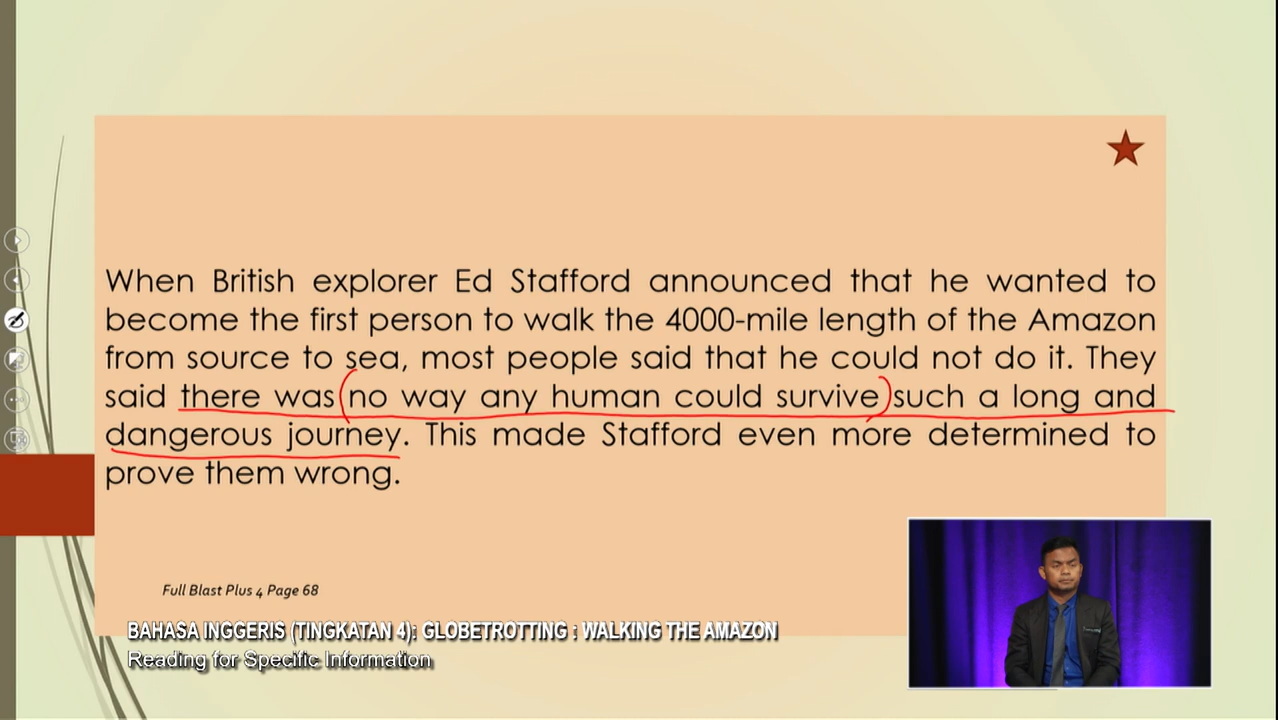 When British explorer Ed Stafford announced that he wanted to
become the first person to walk the 4000-mile length of the Amazon
from source to sea, most people said that he could not do it. They
said there was no way any human could survive such a long and
dangerous journey. This made Stafford even more determined to
prove them wrong.
Full Blast Plus 4 Page 68
BAHASA INGGERIS (TINGKATAN 4): GLOBETROTTING : WALKING THE AMAZON
Reading for Specific Information